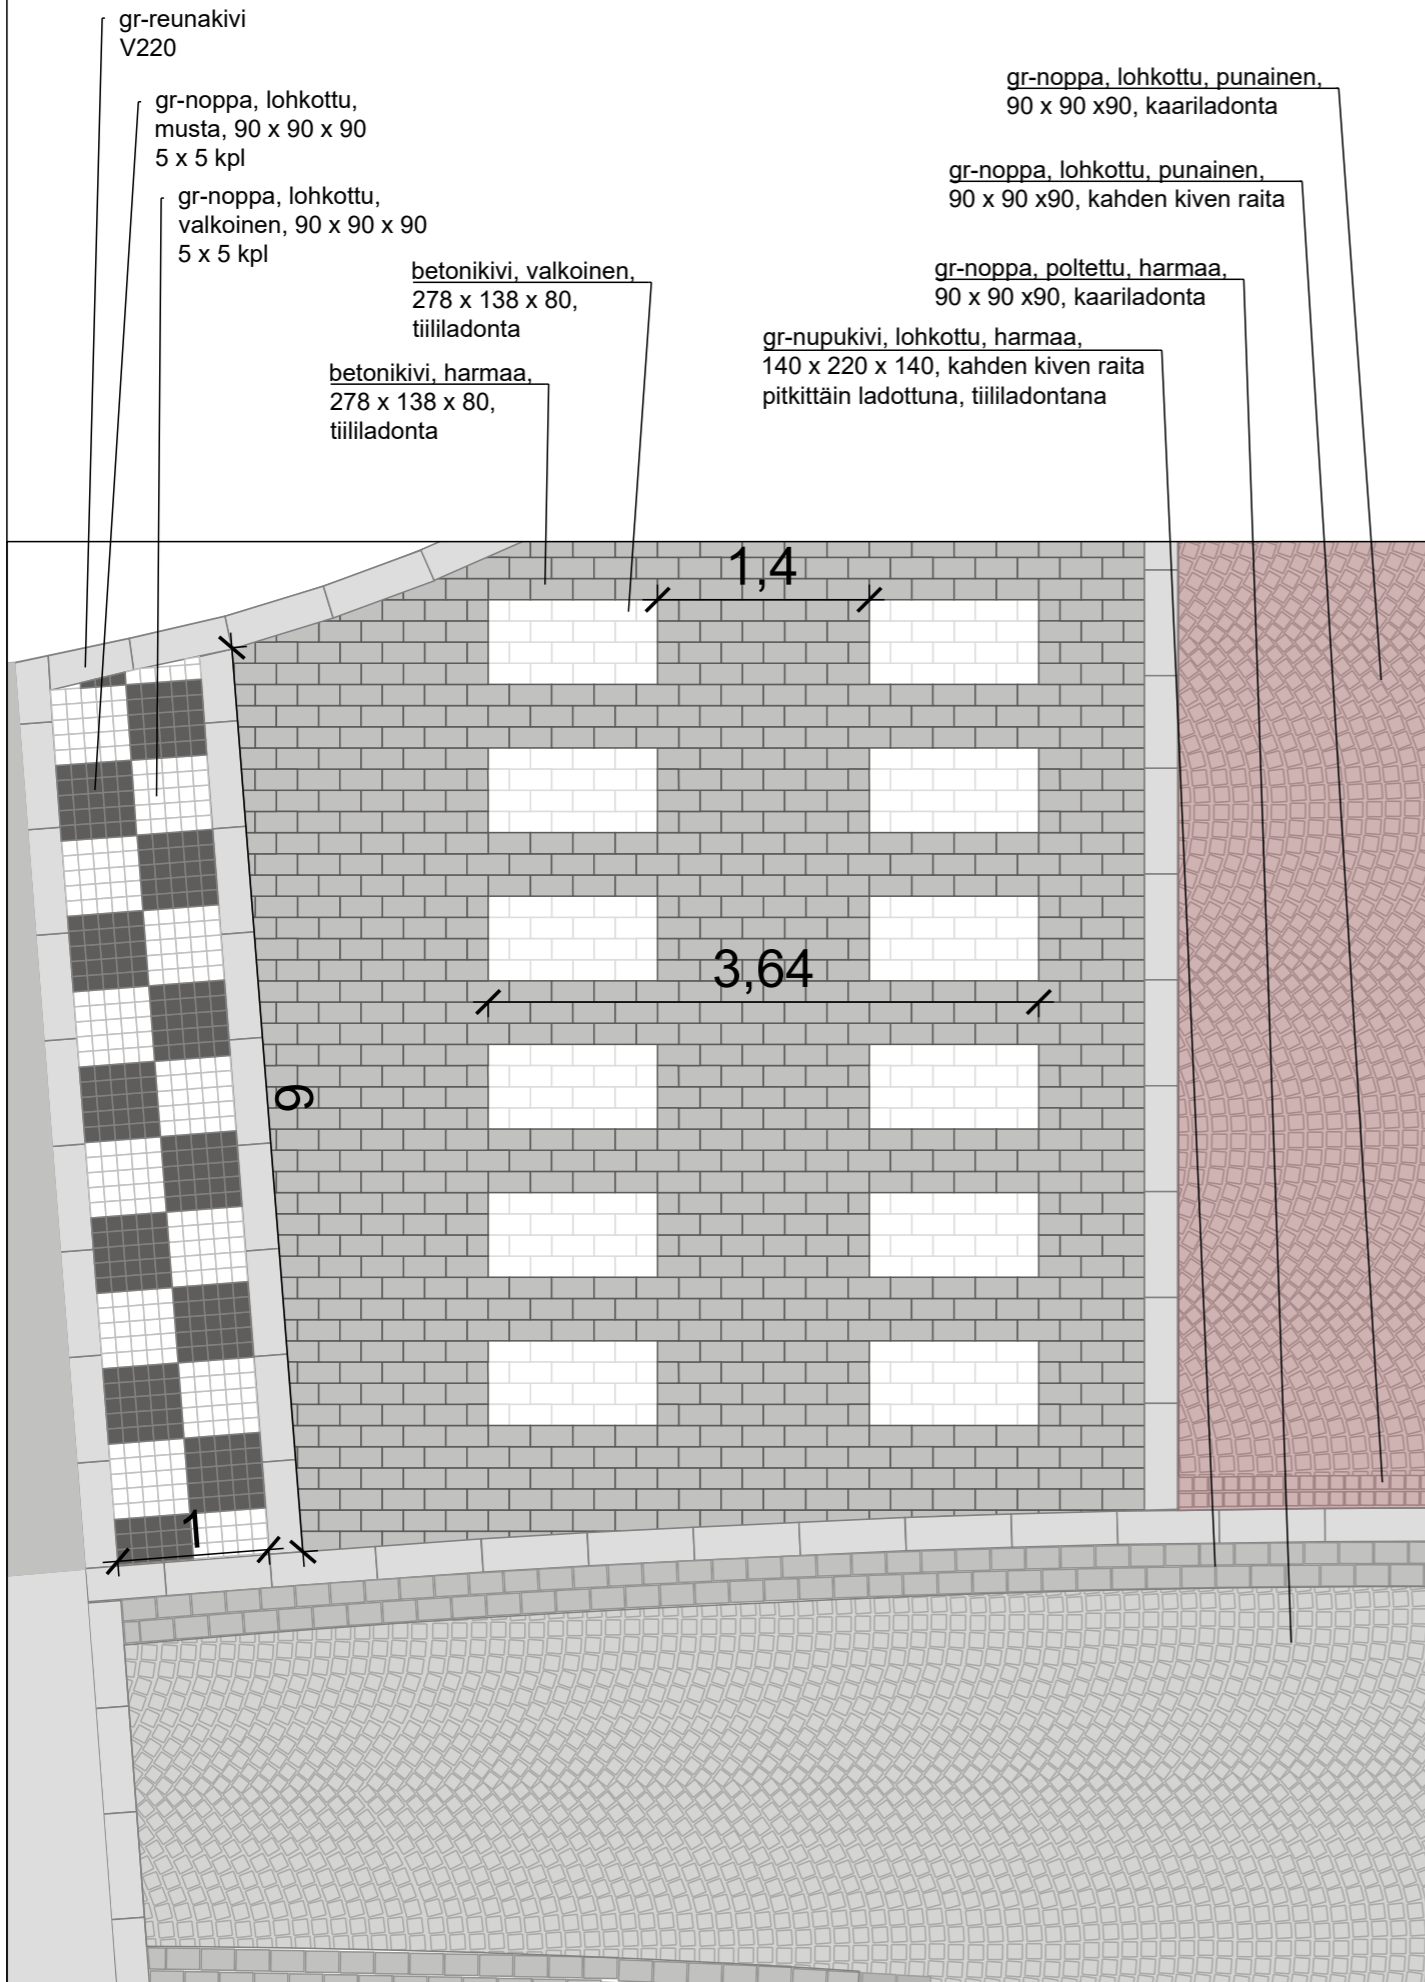 gr-reunakivi
V220
gr-noppa, lohkottu,
musta, 90 x 90 x 90
5 x 5 kpl
gr-noppa, lohkottu,
valkoinen, 90 x 90 x 90
5 x 5 kpl
betonikivi, valkoinen,
278 x 138 x 80,
tiililadonta
betonikivi, harmaa,
278 x 138 x 80,
tiililadonta
gr-noppa, lohkottu, punainen,
90 x 90 x90, kaariladonta
gr-noppa, lohkottu, punainen,
90 x 90 x90, kahden kiven raita
gr-noppa, poltettu, harmaa,
90 x 90 x90, kaariladonta
gr-nupukivi, lohkottu, harmaa,
140 x 220 x 140, kahden kiven raita
pitkittäin ladottuna, tiililadontana
1,4
3,64
6
1